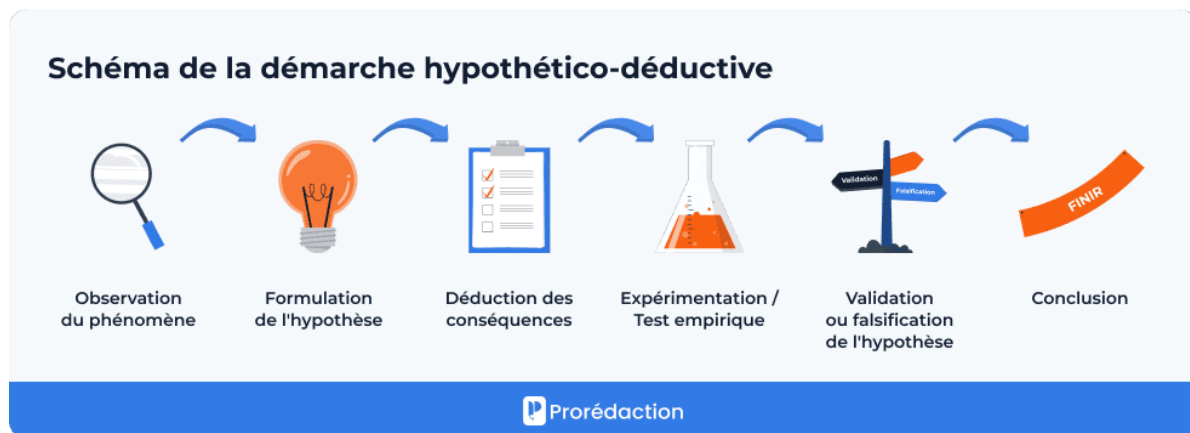 Schéma de la démarche hypothético-déductive
Validation
Falsification
FINIR
Observation
du phénomène
Formulation
de l'hypothèse
Déduction des
conséquences
Expérimentation /
Test empirique
Validation
ou falsification
de l'hypothèse
Conclusion
Prorédaction